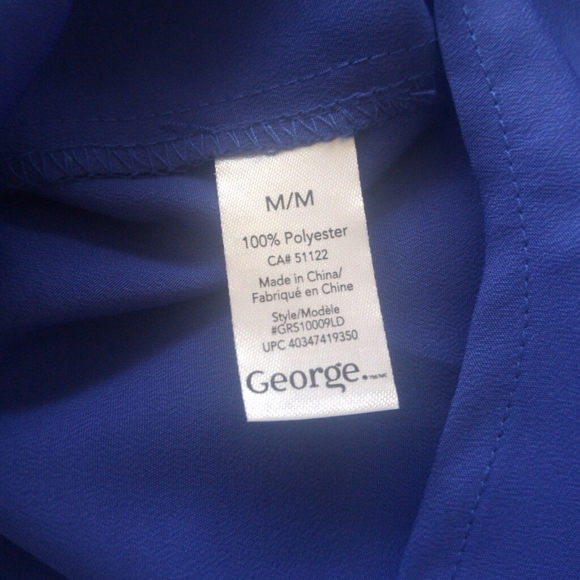 M/M
100% Polyester
CA# 51122
Made in China/
Fabriqué en Chine
Style/Modèle
#GRS10009LD
UPC 40347419350
George.